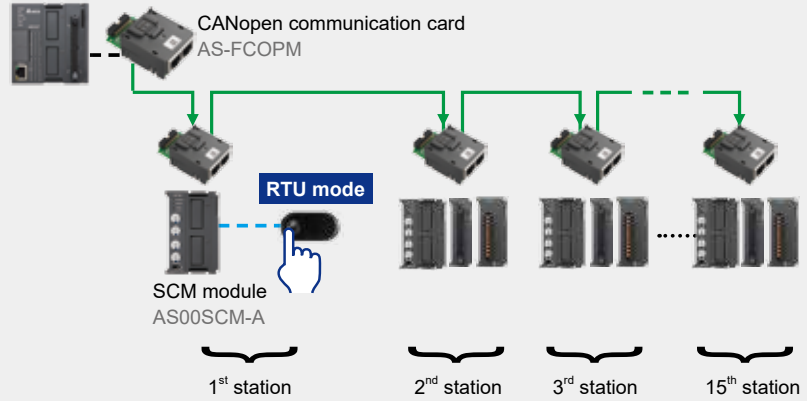 CANopen communication card
AS-FCOPM
RTU mode
SCM module
AS00SCM-A
1st station
2nd station
3rd station
15th station